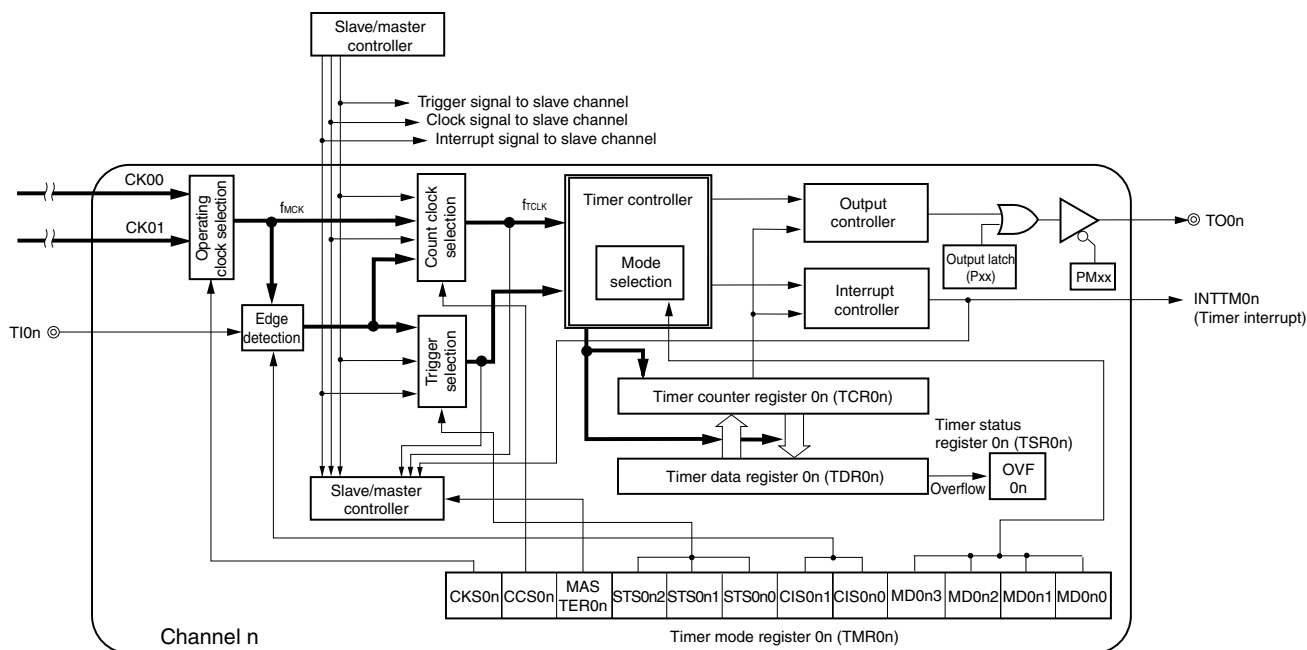 Slave/master
controller
Trigger signal to slave channel
Clock signal to slave channel
Interrupt signal to slave channel
CK00
CK01
Operating
clock selection
fMCK
Count clock
selection
fTCLK
Timer controller
Mode
selection
Output
controller
Output latch
(Pxx)
PMxx
TO0n
Interrupt
controller
INTTM0n
(Timer interrupt)
TI0n
Edge
detection
Trigger
selection
Timer counter register 0n (TCR0n)
Timer status
register 0n (TSR0n)
Timer data register 0n (TDR0n)
Overflow
OVF
0n
Slave/master
controller
CKS0n CCS0n MAS
TER0n STS0n2 STS0n1 STS0n0 CIS0n1 CIS0n0 MD0n3 MD0n2 MD0n1 MD0n0
Channel n
Timer mode register 0n (TMR0n)